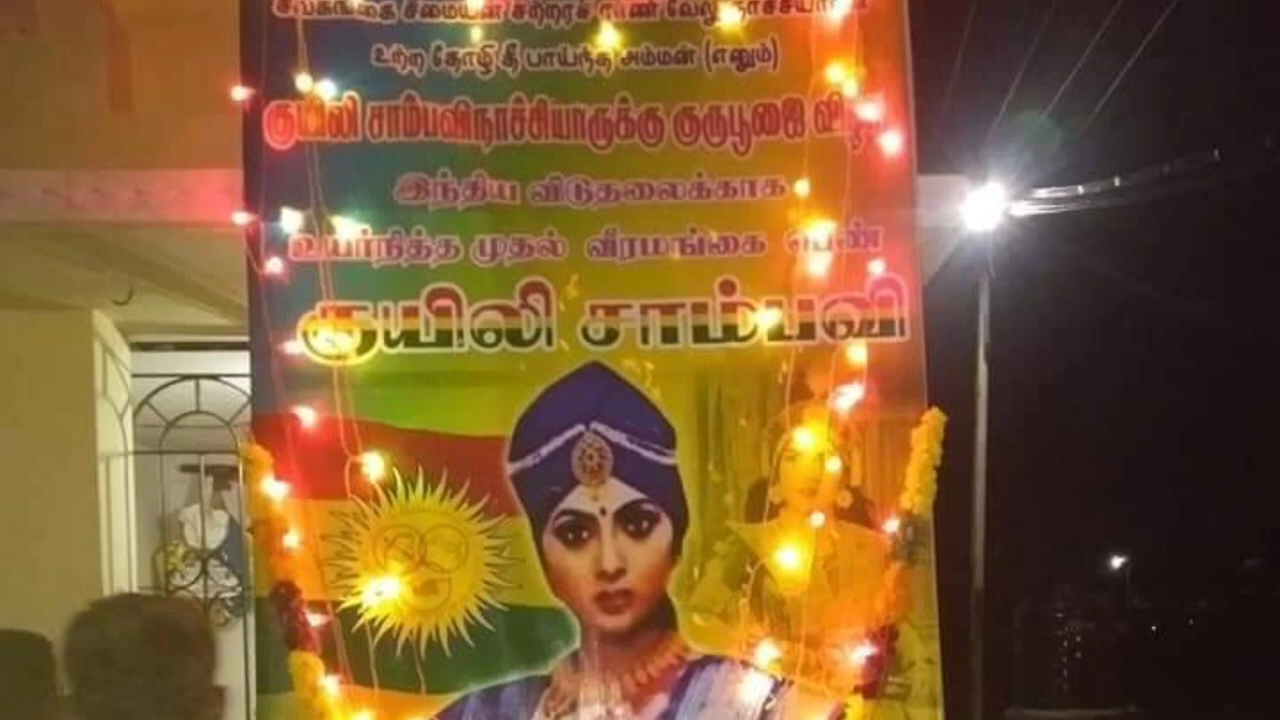 உற்ற தோழி தீ பாய்ந்த அம்மன் (எனும்)
குயிலி சாம்பவிநாச்சியாருக்கு குருபூஜை
இந்திய விடுதலைக்காக
உயிர்நித்த முதல் வீரமங்கை பெண்
குயிலி சாம்பவி